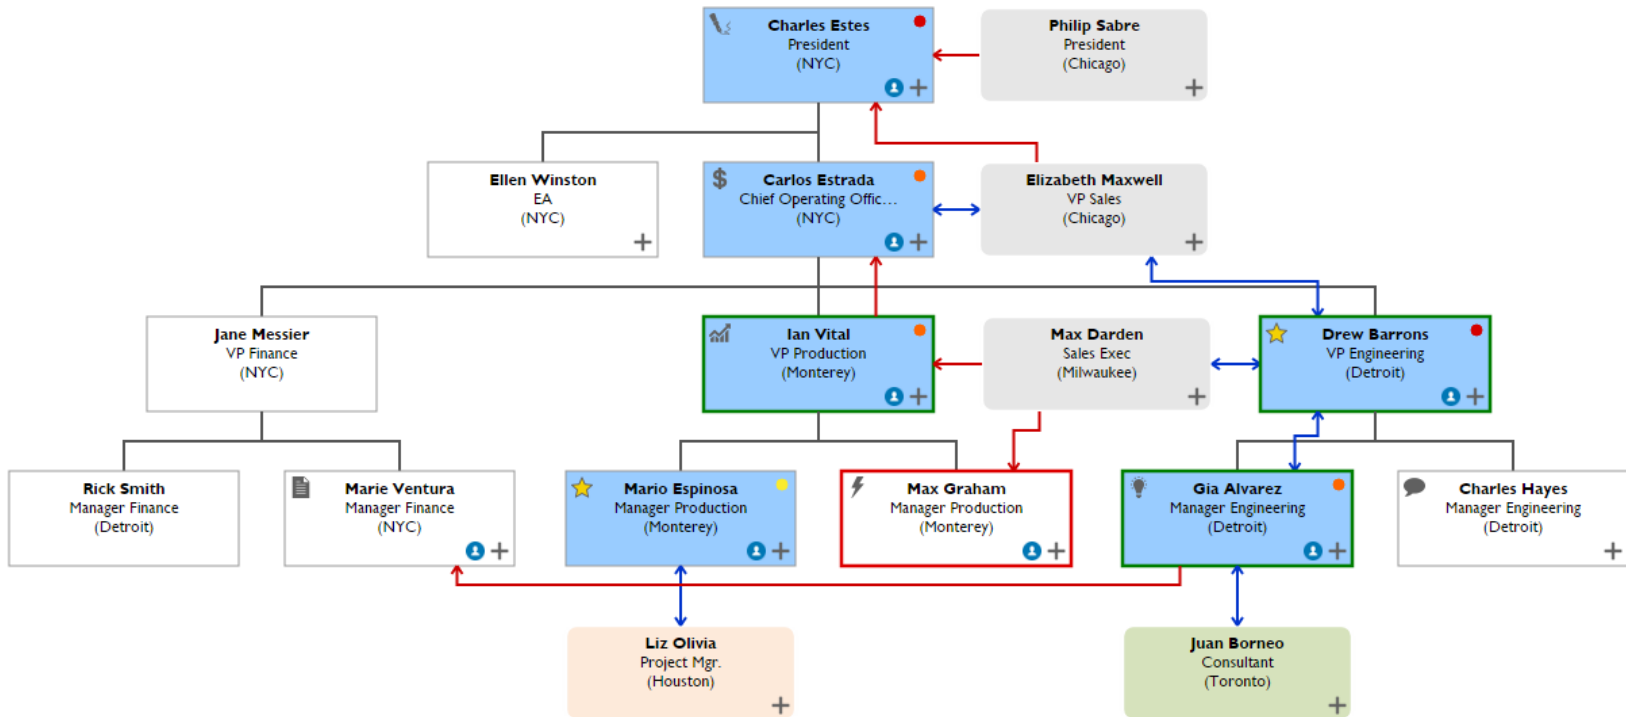 Charles Estes
President
(NYC)
Philip Sabre
President
(Chicago)
Ellen Winston
EA
(NYC)
$
Carlos Estrada
Chief Operating Offic...
(NYC)
Elizabeth Maxwell
VP Sales
(Chicago)
Jane Messier
VP Finance
(NYC)
Ian Vital
VP Production
(Monterey)
Max Darden
Sales Exec
(Milwaukee)
Drew Barrons
VP Engineering
(Detroit)
Rick Smith
Manager Finance
(Detroit)
Marie Ventura
Manager Finance
(NYC)
Mario Espinosa
Manager Production
(Monterey)
Max Graham
Manager Production
(Monterey)
Gia Alvarez
Manager Engineering
(Detroit)
Charles Hayes
Manager Engineering
(Detroit)
Liz Olivia
Project Mgr.
(Houston)
Juan Borneo
Consultant
(Toronto)